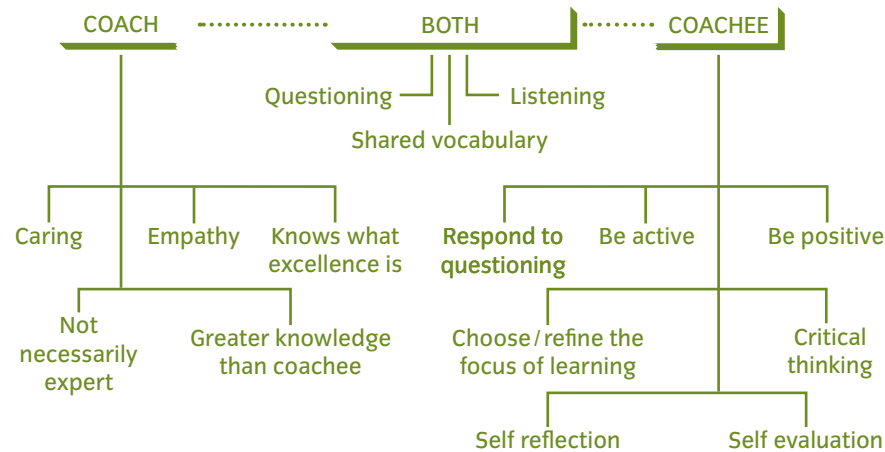 COACH
BOTH
COACHEE
Questioning
Listening
Shared vocabulary
Caring
Empathy
Knows what
excellence is
Respond to
questioning
Be active
Be positive
Not
necessarily
expert
Greater knowledge
than coachee
Choose/refine the
focus of learning
Critical
thinking
Self reflection
Self evaluation